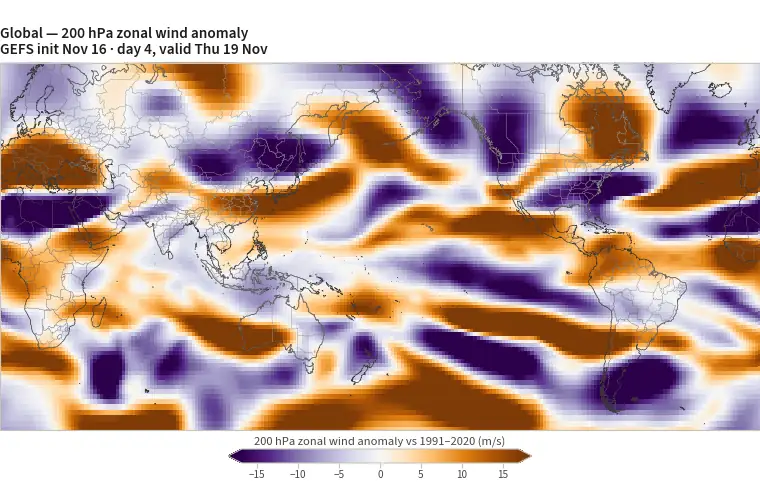 Global — 200 hPa zonal wind anomaly
GEFS init Nov 16 · day 4, valid Thu 19 Nov
200 hPa zonal wind anomaly vs 1991–2020 (m/s)
−15 −10 −5 0 5 10 15